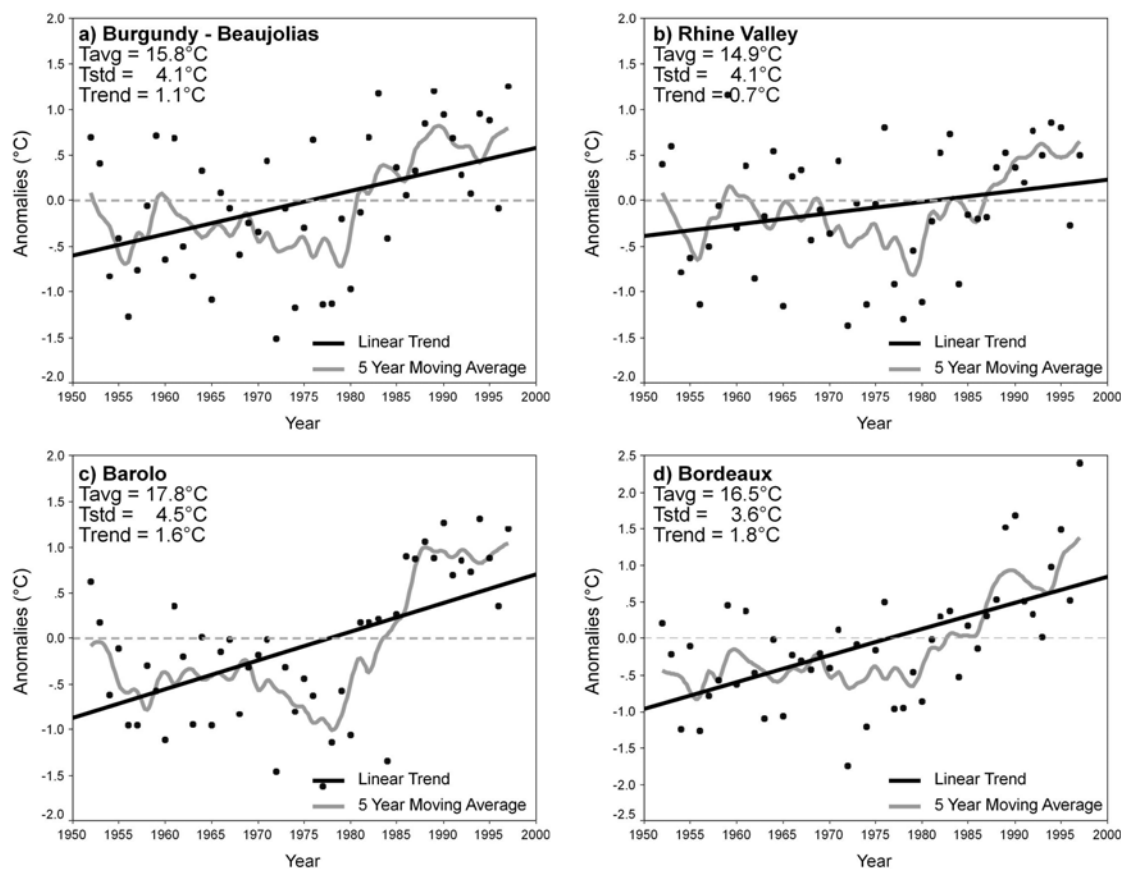 a) Burgundy - Beaujolias
Tavg = 15.8°C
Tstd = 4.1°C
Trend = 1.1°C
2.0
1.5
1.0
.5
0.0
-.5
-1.0
-1.5
-2.0
Anomalies (°C)
Linear Trend
5 Year Moving Average
1950 1955 1960 1965 1970 1975 1980 1985 1990 1995 2000
Year
b) Rhine Valley
Tavg = 14.9°C
Tstd = 4.1°C
Trend = 0.7°C
2.0
1.5
1.0
.5
0.0
-.5
-1.0
-1.5
-2.0
Anomalies (°C)
Linear Trend
5 Year Moving Average
1950 1955 1960 1965 1970 1975 1980 1985 1990 1995 2000
Year
c) Barolo
Tavg = 17.8°C
Tstd = 4.5°C
Trend = 1.6°C
2.0
1.5
1.0
.5
0.0
-.5
-1.0
-1.5
-2.0
Anomalies (°C)
Linear Trend
5 Year Moving Average
1950 1955 1960 1965 1970 1975 1980 1985 1990 1995 2000
Year
d) Bordeaux
Tavg = 16.5°C
Tstd = 3.6°C
Trend = 1.8°C
2.5
2.0
1.5
1.0
.5
0.0
-.5
-1.0
-1.5
-2.0
-2.5
Anomalies (°C)
Linear Trend
5 Year Moving Average
1950 1955 1960 1965 1970 1975 1980 1985 1990 1995 2000
Year